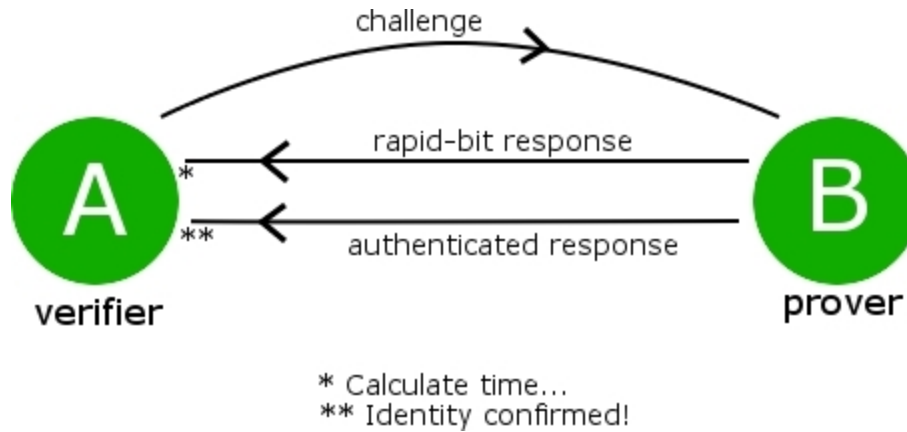 challenge
rapid-bit response
*
A
B
**
authenticated response
verifier
prover
* Calculate time...
** Identity confirmed!